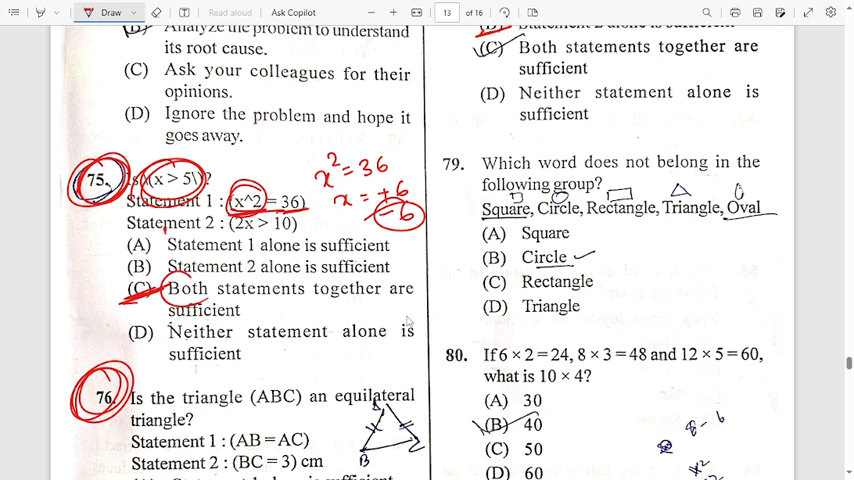 Draw
Read aloud
Ask Copilot
13
of 16
(B) Analyze the problem to understand
its root cause.
(C) Ask your colleagues for their
opinions.
(D) Ignore the problem and hope it
goes away.
75. Is \(x > 5\)?
Statement 1 : (x^2 = 36)
Statement 2 : (2x > 10)
(A) Statement 1 alone is sufficient
(B) Statement 2 alone is sufficient
(C) Both statements together are
sufficient
(D) Neither statement alone is
sufficient
x² = 36
x = +6
-6
76. Is the triangle (ABC) an equilateral
triangle?
Statement 1 : (AB = AC)
Statement 2 : (BC = 3) cm
A
B
C
(C) Both statements together are
sufficient
(D) Neither statement alone is
sufficient
79. Which word does not belong in the
following group?
Square, Circle, Rectangle, Triangle, Oval
(A) Square
(B) Circle
(C) Rectangle
(D) Triangle
80. If 6 × 2 = 24, 8 × 3 = 48 and 12 × 5 = 60,
what is 10 × 4?
(A) 30
(B) 40
(C) 50
(D) 60
8 - 6